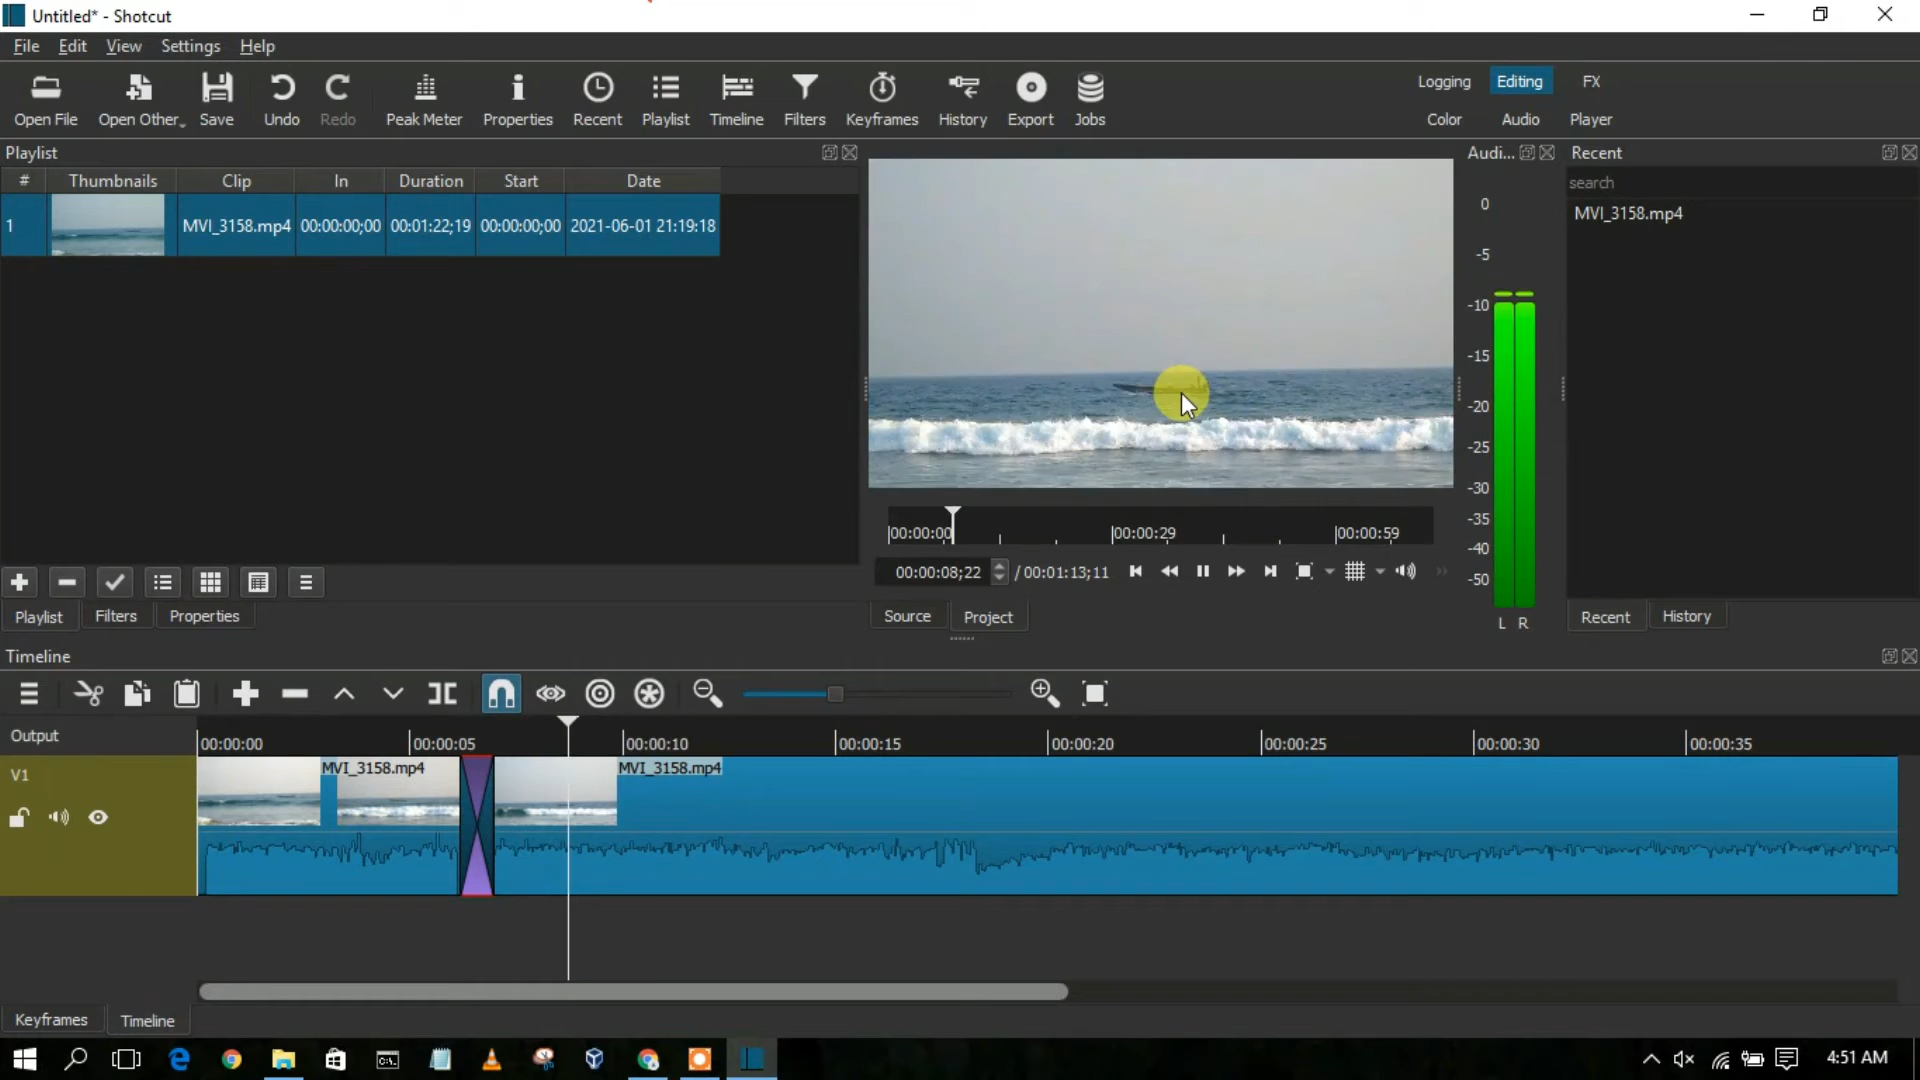 Untitled* - Shotcut
File Edit View Settings Help
Open File Open Other Save Undo Redo Peak Meter Properties Recent Playlist Timeline Filters Keyframes History Export Jobs
Logging Editing FX
Color Audio Player
Playlist
# Thumbnails Clip In Duration Start Date
1 MVI_3158.mp4 00:00:00;00 00:01:22;19 00:00:00;00 2021-06-01 21:19:18
Playlist Filters Properties
00:00:00 00:00:29 00:00:59
00:00:08;22 / 00:01:13;11
Source Project
Audi...
0
-5
-10
-15
-20
-25
-30
-35
-40
-50
L R
Recent
search
MVI_3158.mp4
Recent History
Timeline
Output
00:00:00 00:00:05 00:00:10 00:00:15 00:00:20 00:00:25 00:00:30 00:00:35
V1
MVI_3158.mp4 MVI_3158.mp4
Keyframes Timeline
4:51 AM